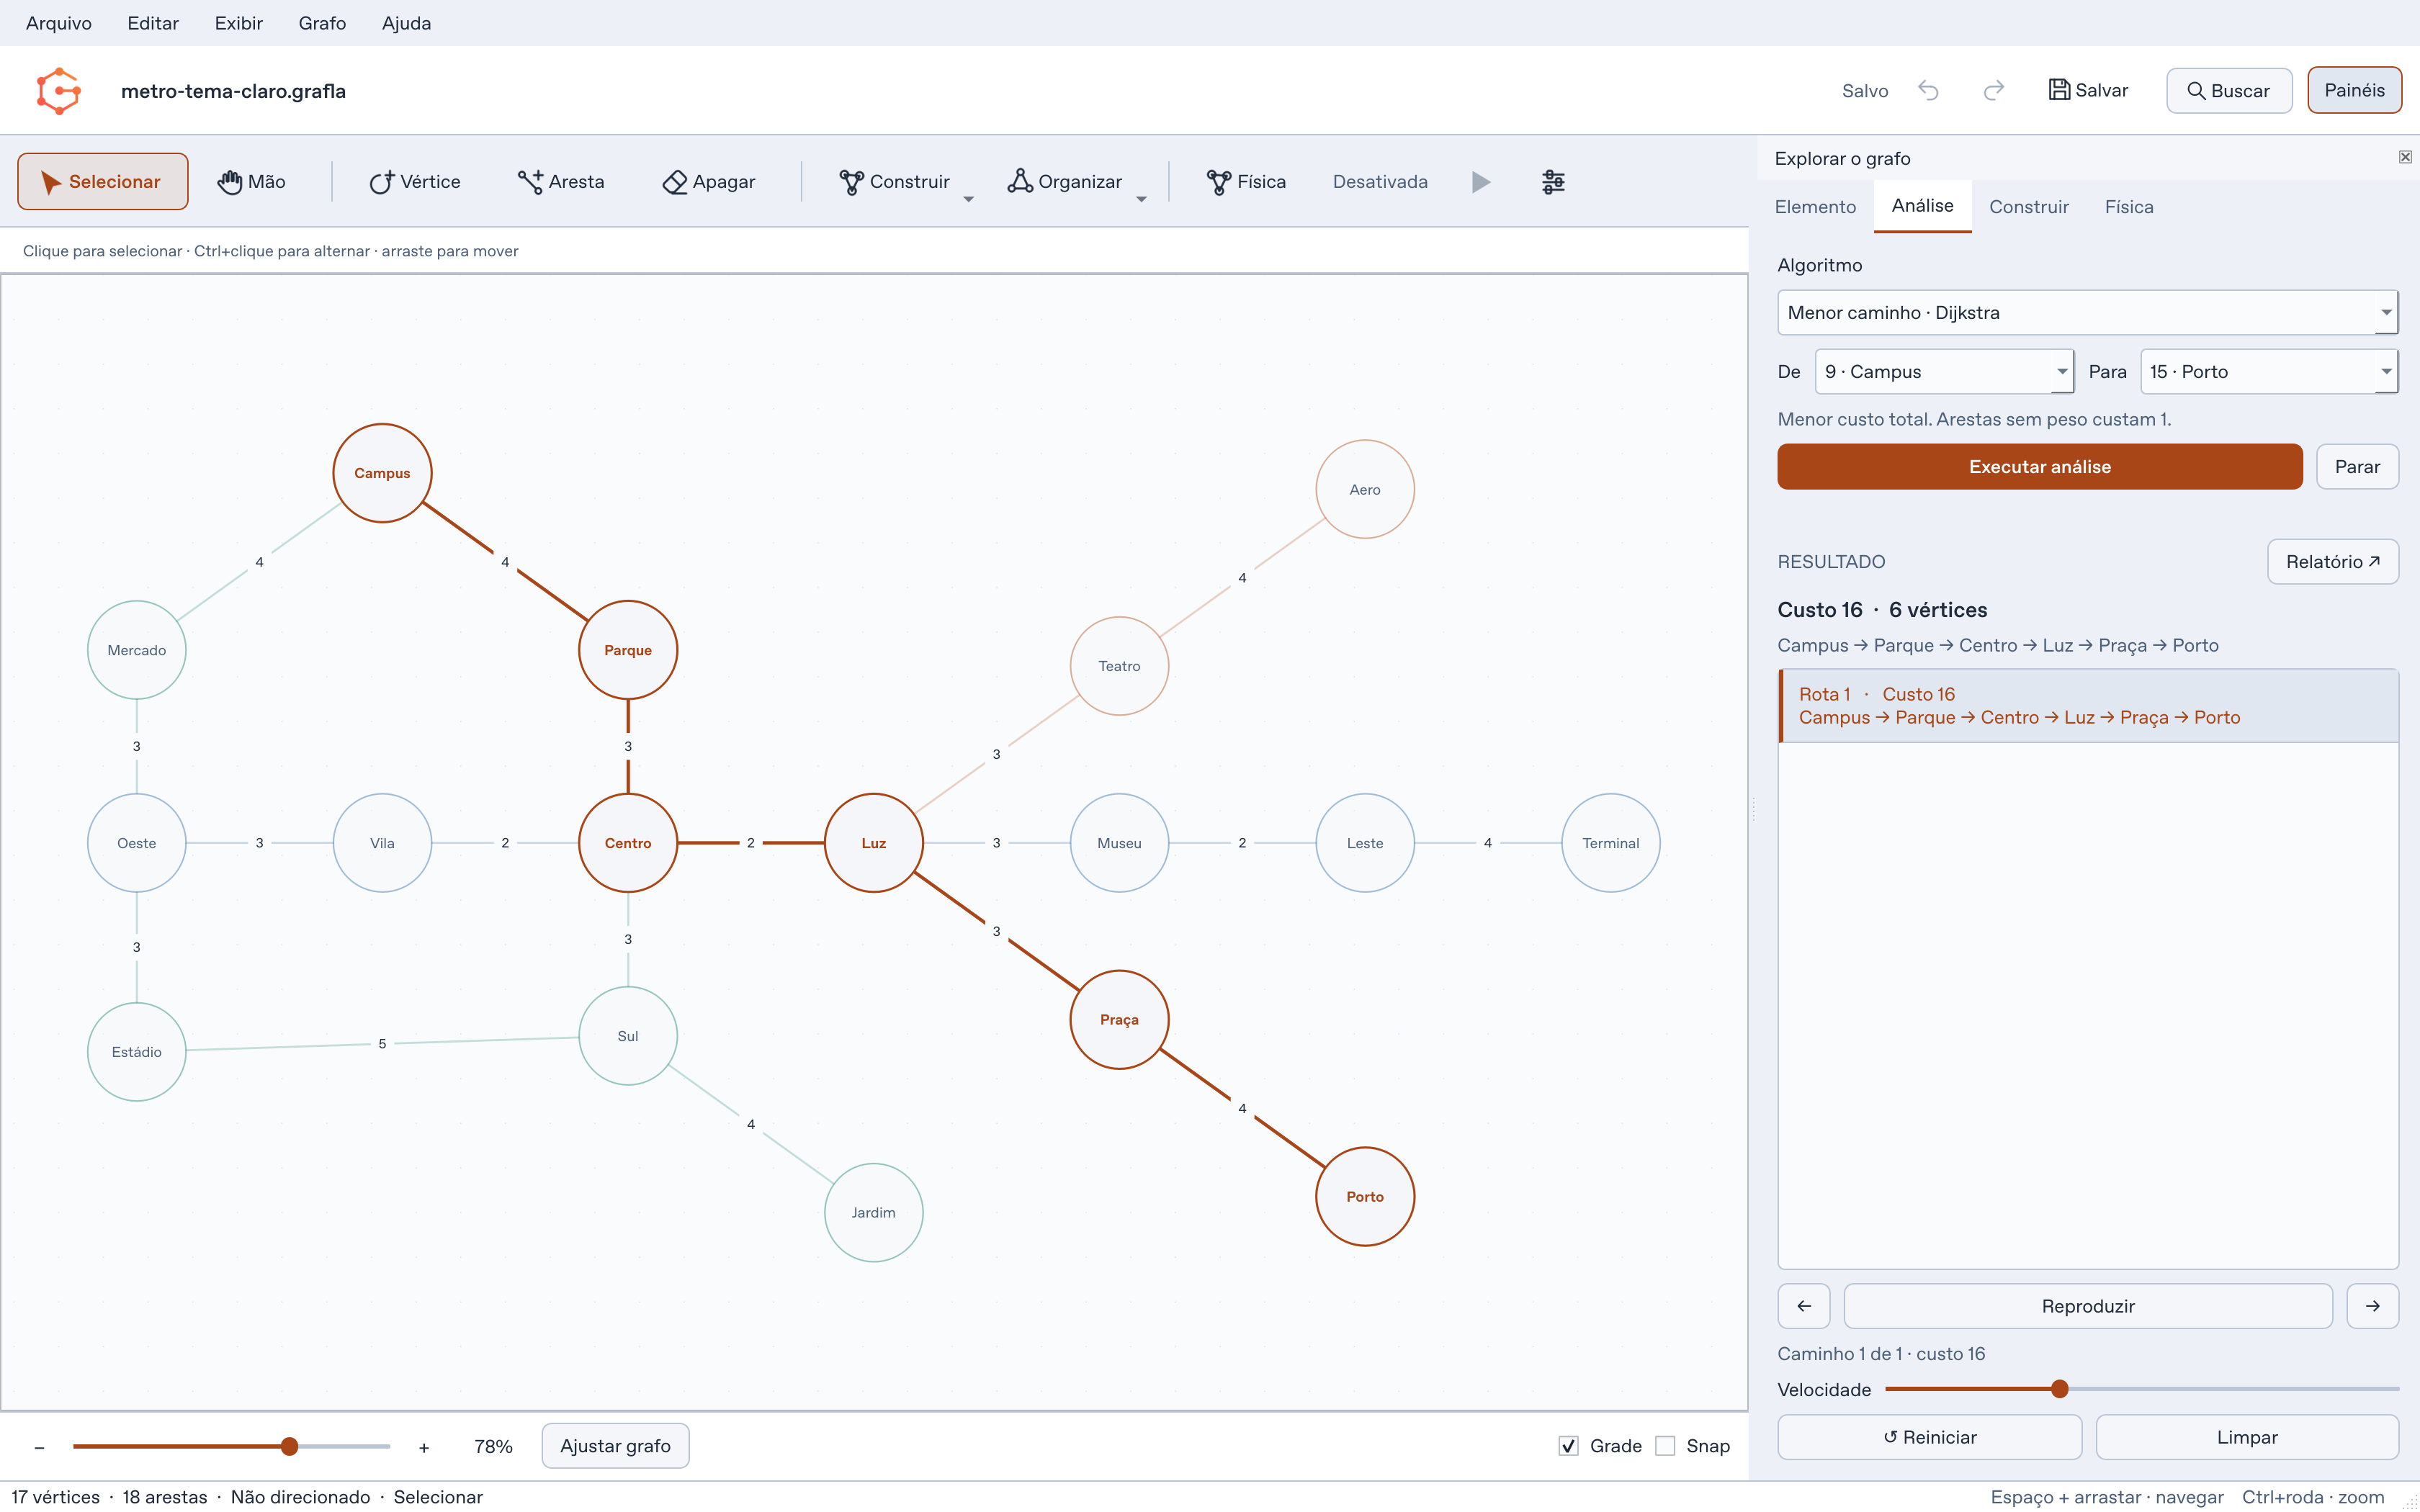 Arquivo Editar Exibir Grafo Ajuda
metro-tema-claro.grafla
Salvo Salvar Buscar Painéis
Selecionar Mão Vértice Aresta Apagar Construir Organizar Física Desativada
Clique para selecionar · Ctrl+clique para alternar · arraste para mover
Campus
Aero
4
4
4
Mercado
Parque
Teatro
3
3
3
Oeste
3
Vila
2
Centro
2
Luz
3
Museu
2
Leste
4
Terminal
3
3
3
Praça
Estádio
5
Sul
4
4
Porto
Jardim
− + 78% Ajustar grafo
Grade Snap
17 vértices · 18 arestas · Não direcionado · Selecionar
Explorar o grafo
Elemento Análise Construir Física
Algoritmo
Menor caminho · Dijkstra
De 9 · Campus Para 15 · Porto
Menor custo total. Arestas sem peso custam 1.
Executar análise Parar
RESULTADO Relatório ↗
Custo 16 · 6 vértices
Campus → Parque → Centro → Luz → Praça → Porto
Rota 1 · Custo 16
Campus → Parque → Centro → Luz → Praça → Porto
← Reproduzir →
Caminho 1 de 1 · custo 16
Velocidade
↺ Reiniciar Limpar
Espaço + arrastar · navegar Ctrl+roda · zoom